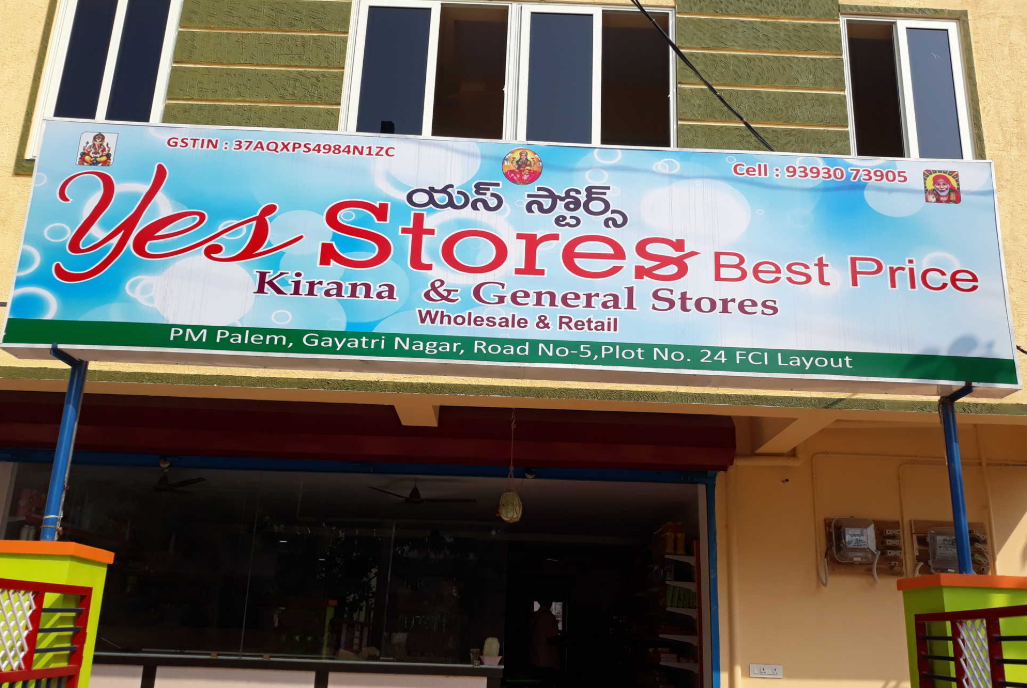 GSTIN : 37AQXPS4984N1ZC
Cell : 93930 73905
యస్ స్టోర్స్
Yes Stores Best Price
Kirana & General Stores
Wholesale & Retail
PM Palem, Gayatri Nagar, Road No-5,Plot No. 24 FCI Layout